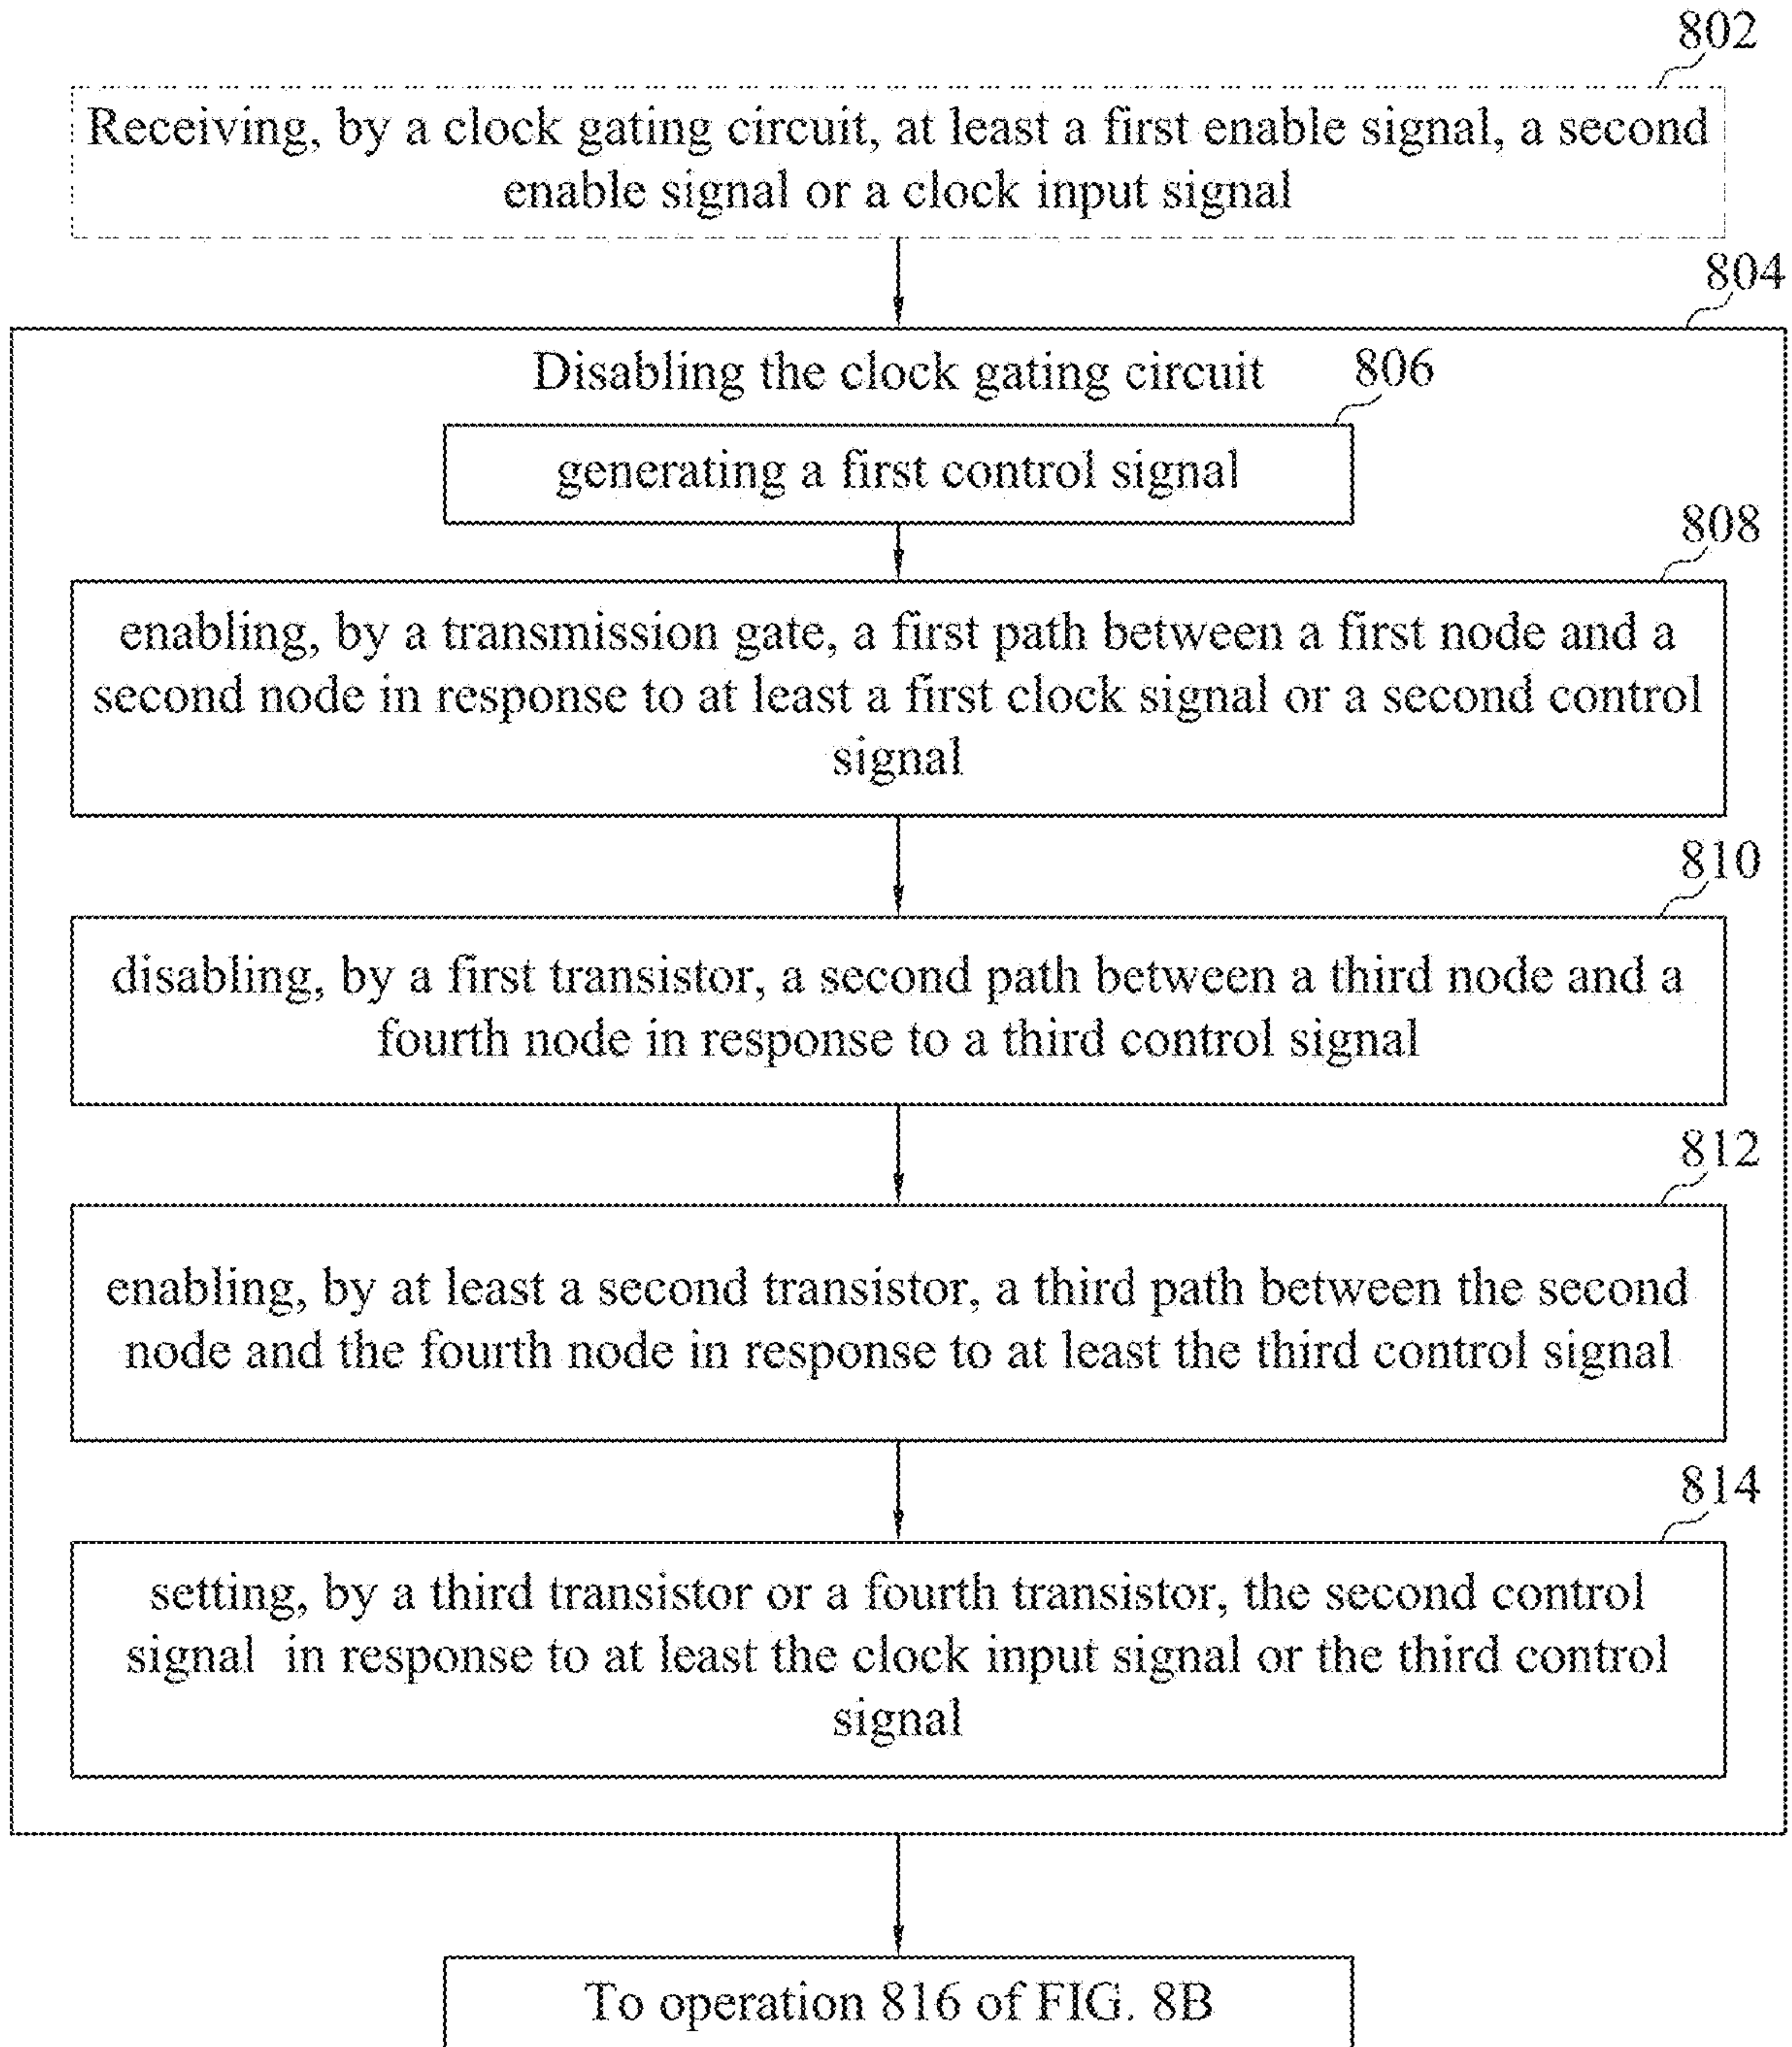 802
Receiving, by a clock gating circuit, at least a first enable signal, a second
enable signal or a clock input signal
804
Disabling the clock gating circuit
806
generating a first control signal
808
enabling, by a transmission gate, a first path between a first node and a
second node in response to at least a first clock signal or a second control
signal
810
disabling, by a first transistor, a second path between a third node and a
fourth node in response to a third control signal
812
enabling, by at least a second transistor, a third path between the second
node and the fourth node in response to at least the third control signal
814
setting, by a third transistor or a fourth transistor, the second control
signal in response to at least the clock input signal or the third control
signal
To operation 816 of FIG. 8B